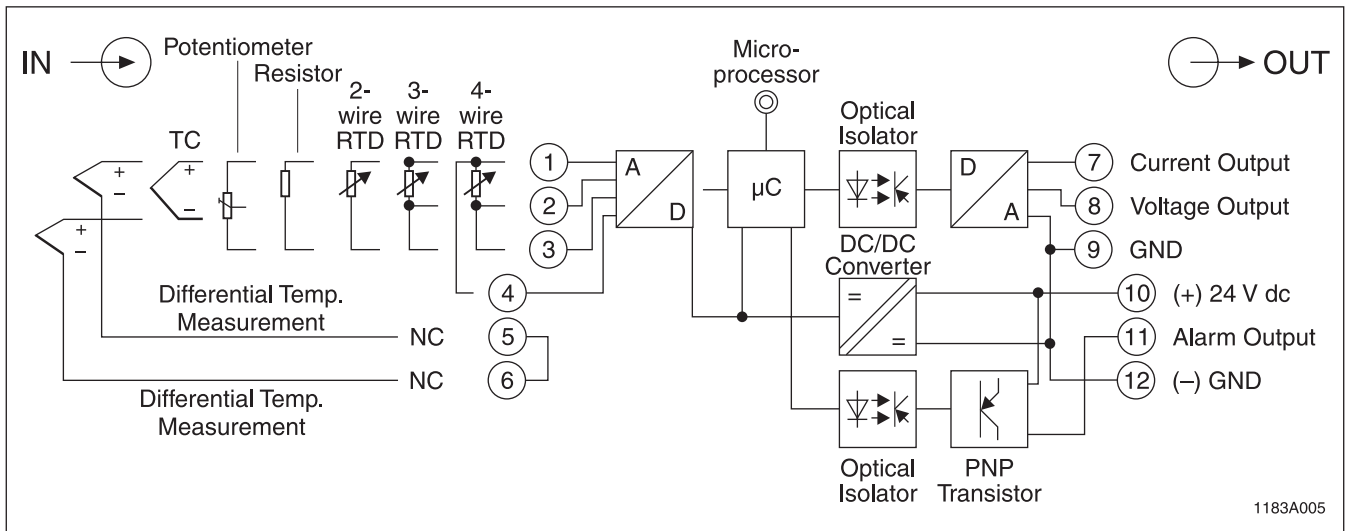 IN
Potentiometer
Resistor
TC
+
–
+
–
+
–
2-
wire
RTD
3-
wire
RTD
4-
wire
RTD
1
2
3
4
5
6
NC
NC
Differential Temp.
Measurement
Differential Temp.
Measurement
A
D
Micro-
processor
µC
Optical
Isolator
DC/DC
Converter
=
=
Optical
Isolator
D
A
PNP
Transistor
OUT
7 Current Output
8 Voltage Output
9 GND
10 (+) 24 V dc
11 Alarm Output
12 (–) GND
1183A005